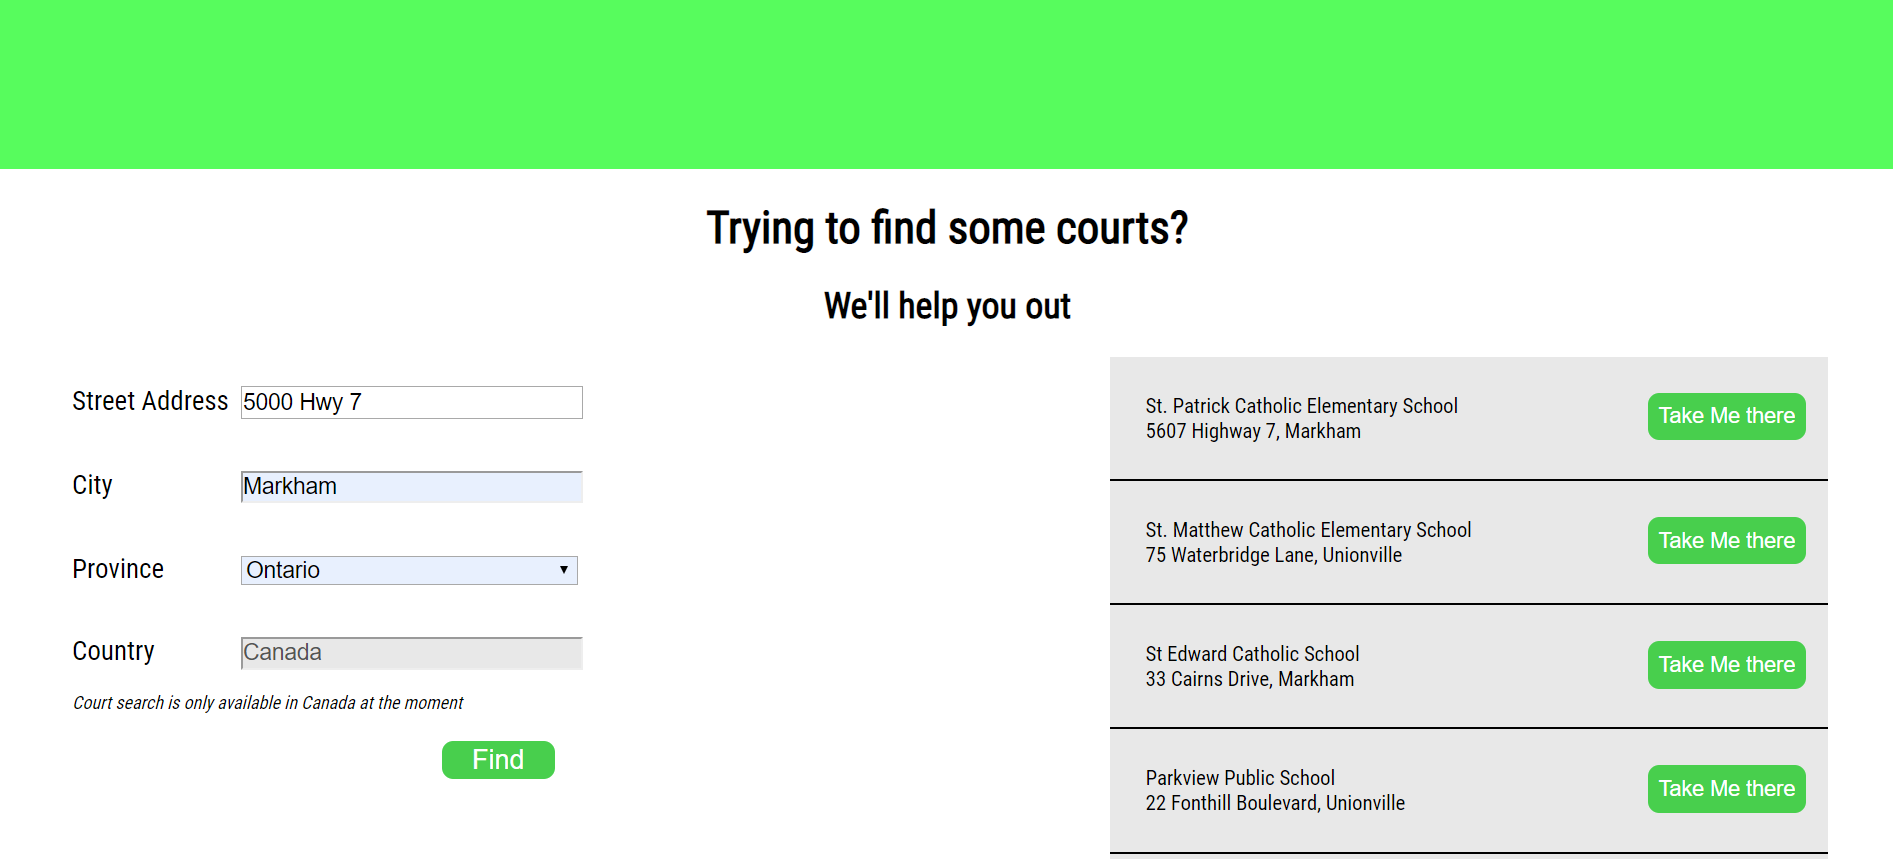 Trying to find some courts?
We'll help you out
Street Address 5000 Hwy 7
City Markham
Province Ontario
Country Canada
Court search is only available in Canada at the moment
Find
St. Patrick Catholic Elementary School
5607 Highway 7, Markham
Take Me there
St. Matthew Catholic Elementary School
75 Waterbridge Lane, Unionville
Take Me there
St Edward Catholic School
33 Cairns Drive, Markham
Take Me there
Parkview Public School
22 Fonthill Boulevard, Unionville
Take Me there